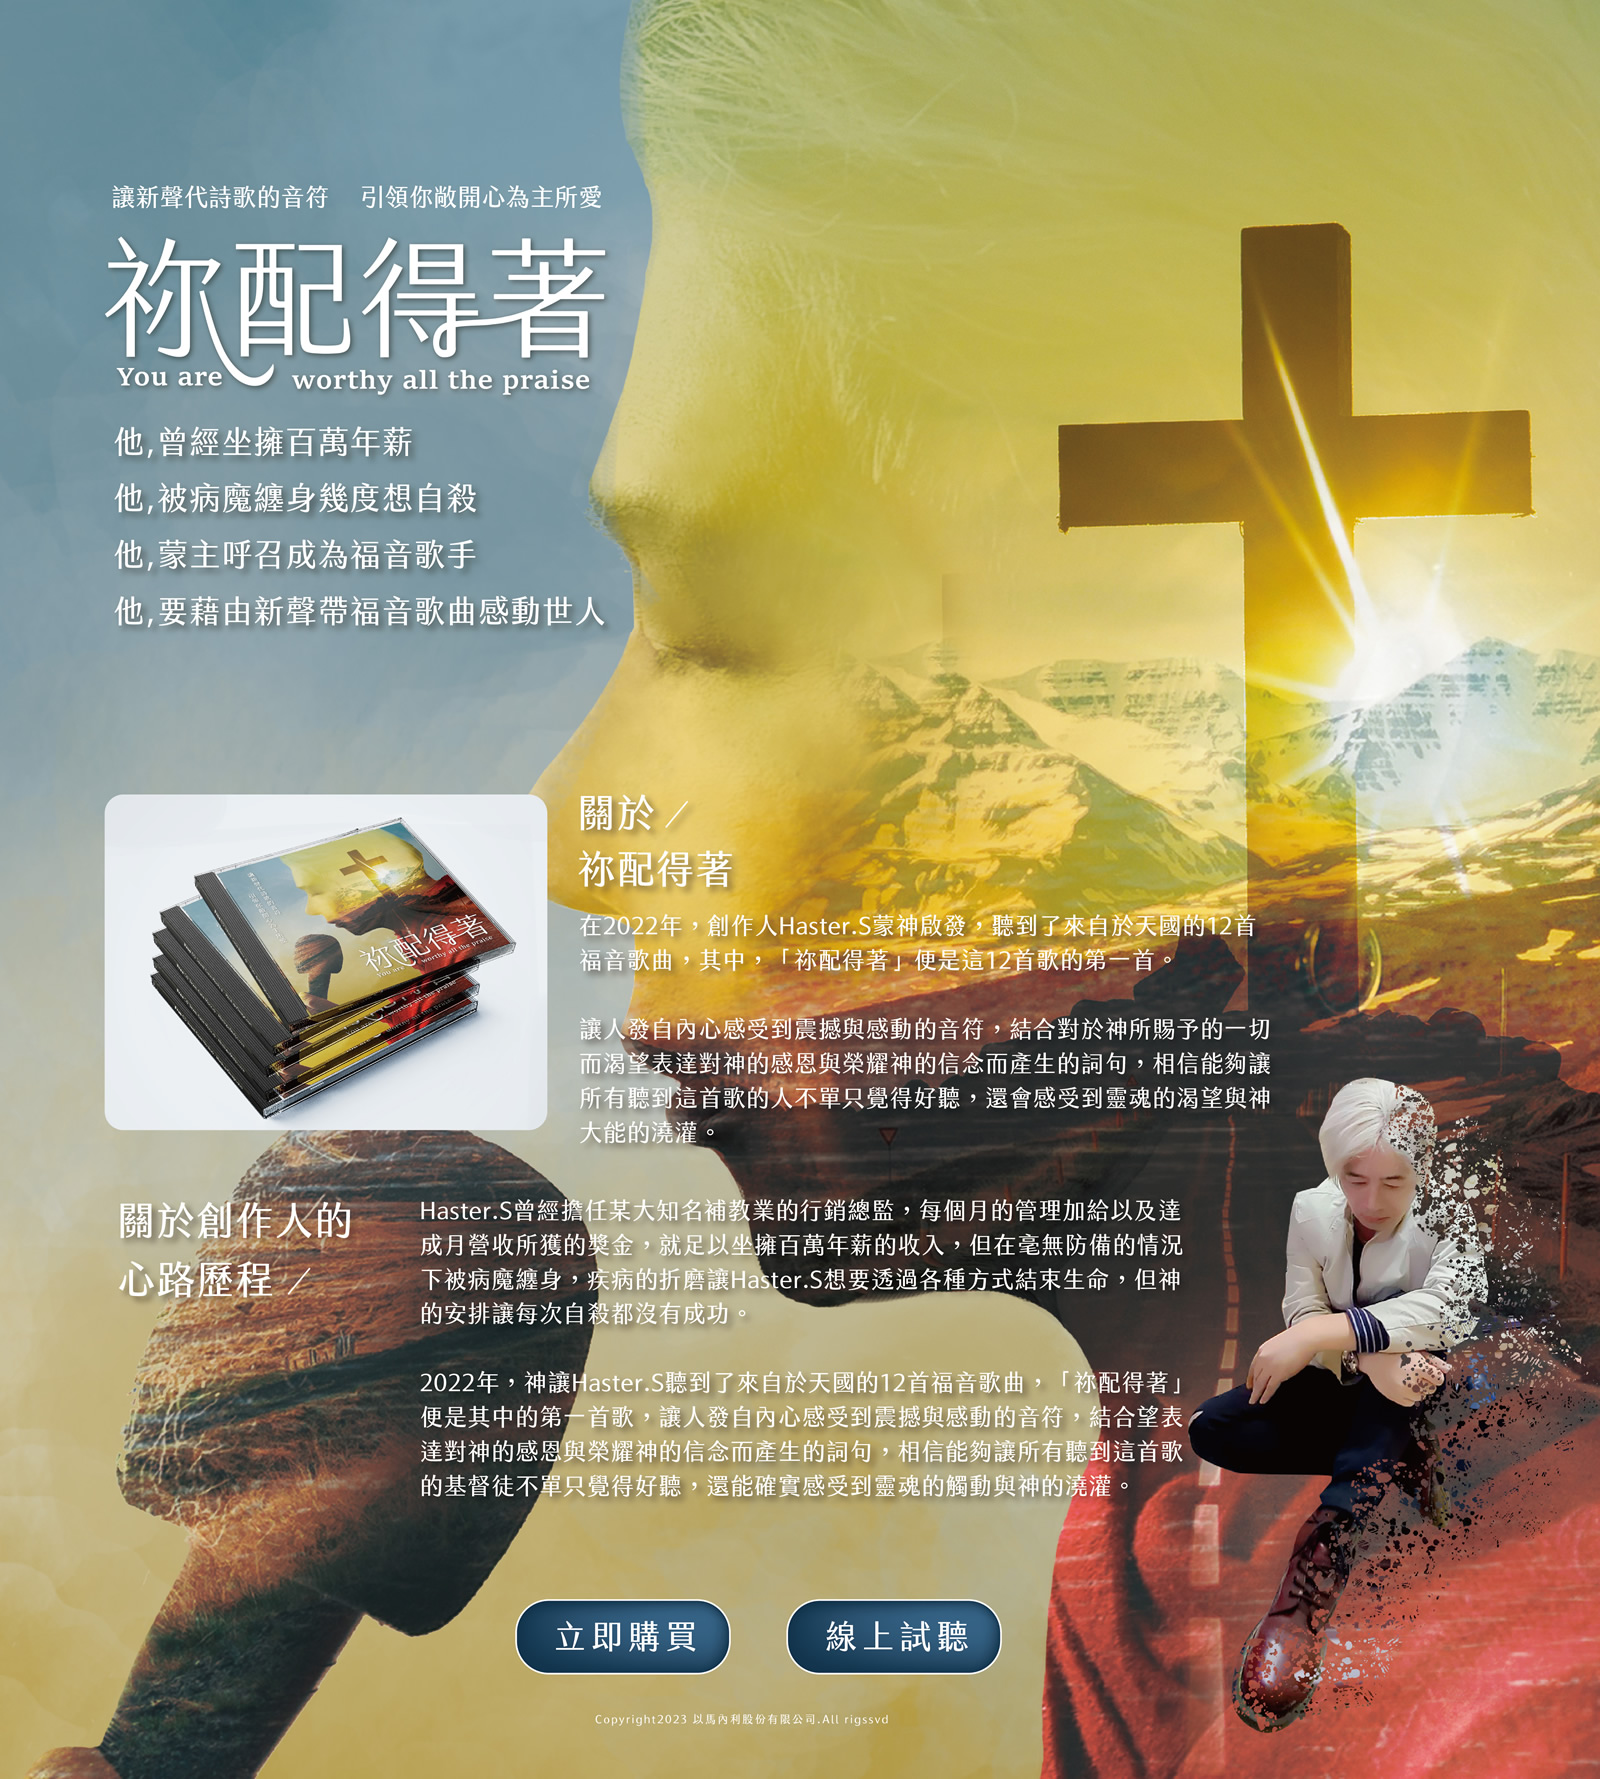 讓新聲代詩歌的音符　引領你敞開心為主所愛
祢配得著
You are worthy all the praise
他,曾經坐擁百萬年薪
他,被病魔纏身幾度想自殺
他,蒙主呼召成為福音歌手
他,要藉由新聲帶福音歌曲感動世人
祢配得著
You are worthy all the praise
關於／
祢配得著
在2022年，創作人Haster.S蒙神啟發，聽到了來自於天國的12首
福音歌曲，其中，「祢配得著」便是這12首歌的第一首。
讓人發自內心感受到震撼與感動的音符，結合對於神所賜予的一切
而渴望表達對神的感恩與榮耀神的信念而產生的詞句，相信能夠讓
所有聽到這首歌的人不單只覺得好聽，還會感受到靈魂的渴望與神
大能的澆灌。
關於創作人的
心路歷程／
Haster.S曾經擔任某大知名補教業的行銷總監，每個月的管理加給以及達
成月營收所獲的獎金，就足以坐擁百萬年薪的收入，但在毫無防備的情況
下被病魔纏身，疾病的折磨讓Haster.S想要透過各種方式結束生命，但神
的安排讓每次自殺都沒有成功。
2022年，神讓Haster.S聽到了來自於天國的12首福音歌曲，「祢配得著」
便是其中的第一首歌，讓人發自內心感受到震撼與感動的音符，結合望表
達對神的感恩與榮耀神的信念而產生的詞句，相信能夠讓所有聽到這首歌
的基督徒不單只覺得好聽，還能確實感受到靈魂的觸動與神的澆灌。
立即購買
線上試聽
Copyright2023 以馬內利股份有限公司.All rigssvd